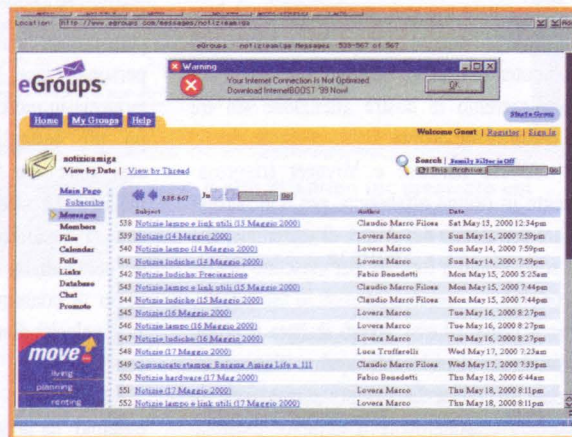 Location: http://www.egroups.com/messages/notizieamiga
eGroups : notizieamiga Messages 538-567 of 567
eGroups
Warning
Your Internet Connection Is Not Optimized.
Download InternetBOOST '99 Now!
OK
Start a Group
Home | My Groups | Help
Welcome Guest | Register | Sign In
notizieamiga
View by Date | View by Thread
Search | Family Filter is Off
This Archive Go
Main Page
Subscribe
Messages
Members
Files
Calendar
Polls
Links
Database
Chat
Promote
538-567 Go
Subject Author Date
538 Notizie lampo e link utili (13 Maggio 2000) Claudio Marro Filosa Sat May 13, 2000 12:34pm
539 Notizie (14 Maggio 2000) Lovera Marco Sun May 14, 2000 7:59pm
540 Notizie lampo (14 Maggio 2000) Lovera Marco Sun May 14, 2000 7:59pm
541 Notizie ludiche (14 Maggio 2000) Lovera Marco Sun May 14, 2000 7:59pm
542 Notizie ludiche: Precisazione Fabio Benedetti Mon May 15, 2000 5:25am
543 Notizie lampo e link utili (15 Maggio 2000) Claudio Marro Filosa Mon May 15, 2000 7:44pm
544 Notizie ludiche (15 Maggio 2000) Claudio Marro Filosa Mon May 15, 2000 7:44pm
545 Notizie (16 Maggio 2000) Lovera Marco Tue May 16, 2000 8:27pm
546 Notizie lampo (16 Maggio 2000) Lovera Marco Tue May 16, 2000 8:27pm
547 Notizie ludiche (16 Maggio 2000) Lovera Marco Tue May 16, 2000 8:27pm
548 Notizie (17 Maggio 2000) Luca Truffarelli Wed May 17, 2000 7:23am
549 Comunicato stampa: Enigma Amiga Life n. 111 Claudio Marro Filosa Wed May 17, 2000 7:33pm
550 Notizie hardware (17 Mag 2000) Fabio Benedetti Thu May 18, 2000 6:44am
551 Notizie (17 Maggio 2000) Lovera Marco Thu May 18, 2000 8:11pm
552 Notizie lampo e link utili (17 Maggio 2000) Lovera Marco Thu May 18, 2000 8:11pm
move!
living
planning
renting